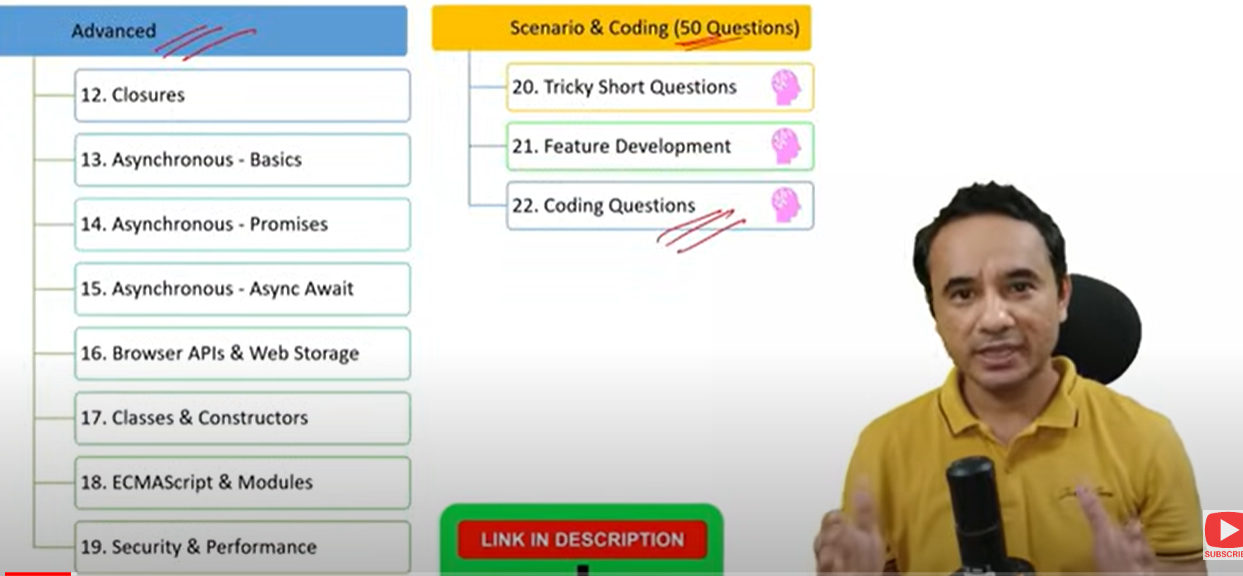 Advanced
12. Closures
13. Asynchronous - Basics
14. Asynchronous - Promises
15. Asynchronous - Async Await
16. Browser APIs & Web Storage
17. Classes & Constructors
18. ECMAScript & Modules
19. Security & Performance
Scenario & Coding (50 Questions)
20. Tricky Short Questions
21. Feature Development
22. Coding Questions
LINK IN DESCRIPTION